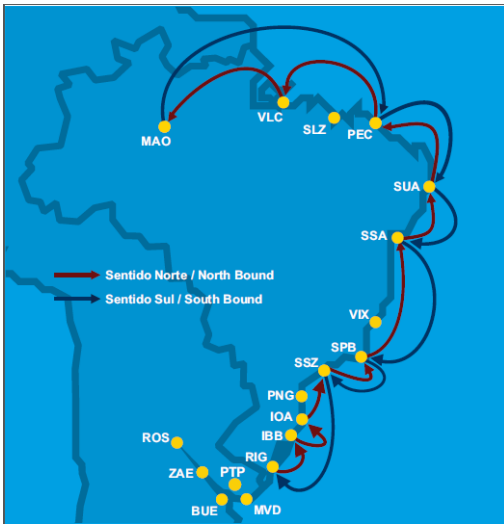 MAO
VLC
SLZ
PEC
SUA
SSA
Sentido Norte / North Bound
Sentido Sul / South Bound
VIX
SPB
SSZ
PNG
IOA
IBB
ROS
RIG
ZAE
PTP
BUE
MVD